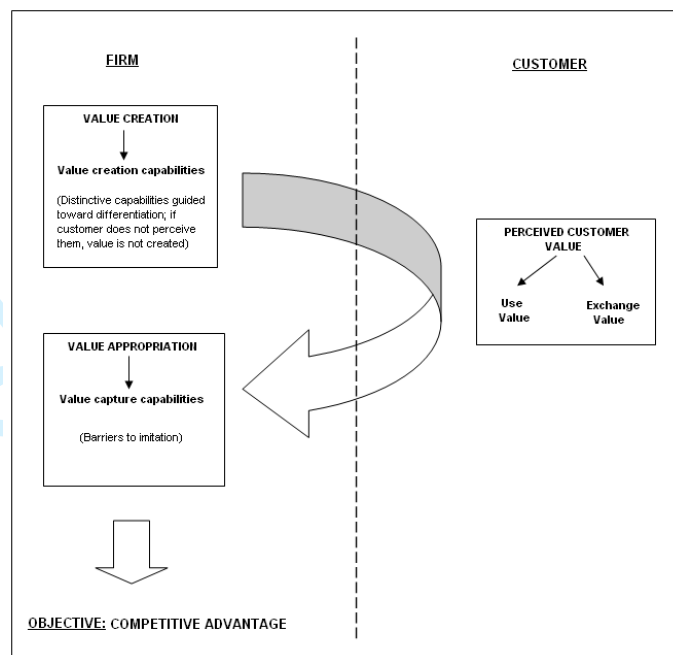 FIRM
VALUE CREATION
Value creation capabilities
(Distinctive capabilities guided
toward differentiation; if
customer does not perceive
them, value is not created)
VALUE APPROPRIATION
Value capture capabilities
(Barriers to imitation)
OBJECTIVE: COMPETITIVE ADVANTAGE
CUSTOMER
PERCEIVED CUSTOMER
VALUE
Use
Value
Exchange
Value